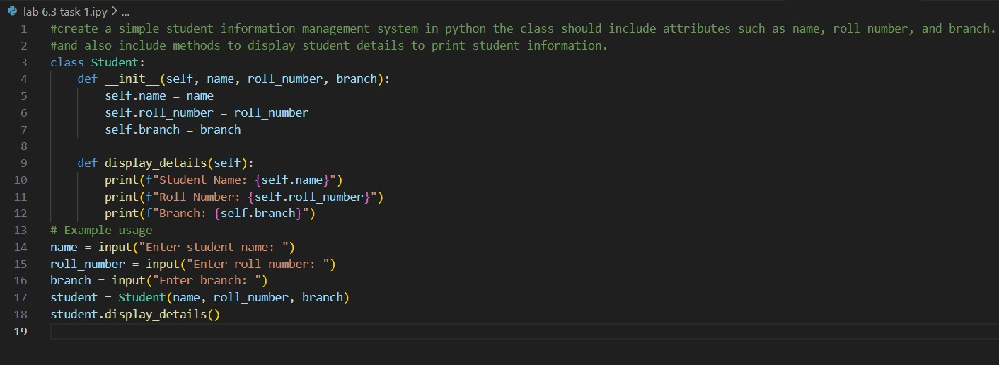 lab 6.3 task 1.ipy > ...
1 #create a simple student information management system in python the class should include attributes such as name, roll number, and branch.
2 #and also include methods to display student details to print student information.
3 class Student:
4     def __init__(self, name, roll_number, branch):
5         self.name = name
6         self.roll_number = roll_number
7         self.branch = branch
8
9     def display_details(self):
10         print(f"Student Name: {self.name}")
11         print(f"Roll Number: {self.roll_number}")
12         print(f"Branch: {self.branch}")
13 # Example usage
14 name = input("Enter student name: ")
15 roll_number = input("Enter roll number: ")
16 branch = input("Enter branch: ")
17 student = Student(name, roll_number, branch)
18 student.display_details()
19